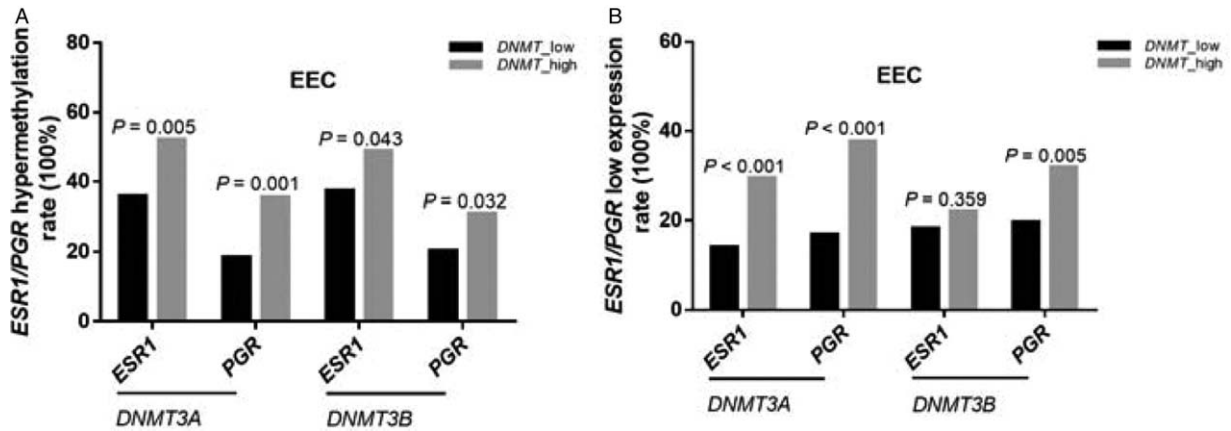 A
ESR1/PGR hypermethylation
rate (100%)
80
60
40
20
0
EEC
DNMT_low
DNMT_high
P = 0.005
P = 0.001
P = 0.043
P = 0.032
ESR1
PGR
ESR1
PGR
DNMT3A
DNMT3B
B
ESR1/PGR low expression
rate (100%)
60
40
20
0
EEC
DNMT_low
DNMT_high
P < 0.001
P < 0.001
P = 0.359
P = 0.005
ESR1
PGR
ESR1
PGR
DNMT3A
DNMT3B